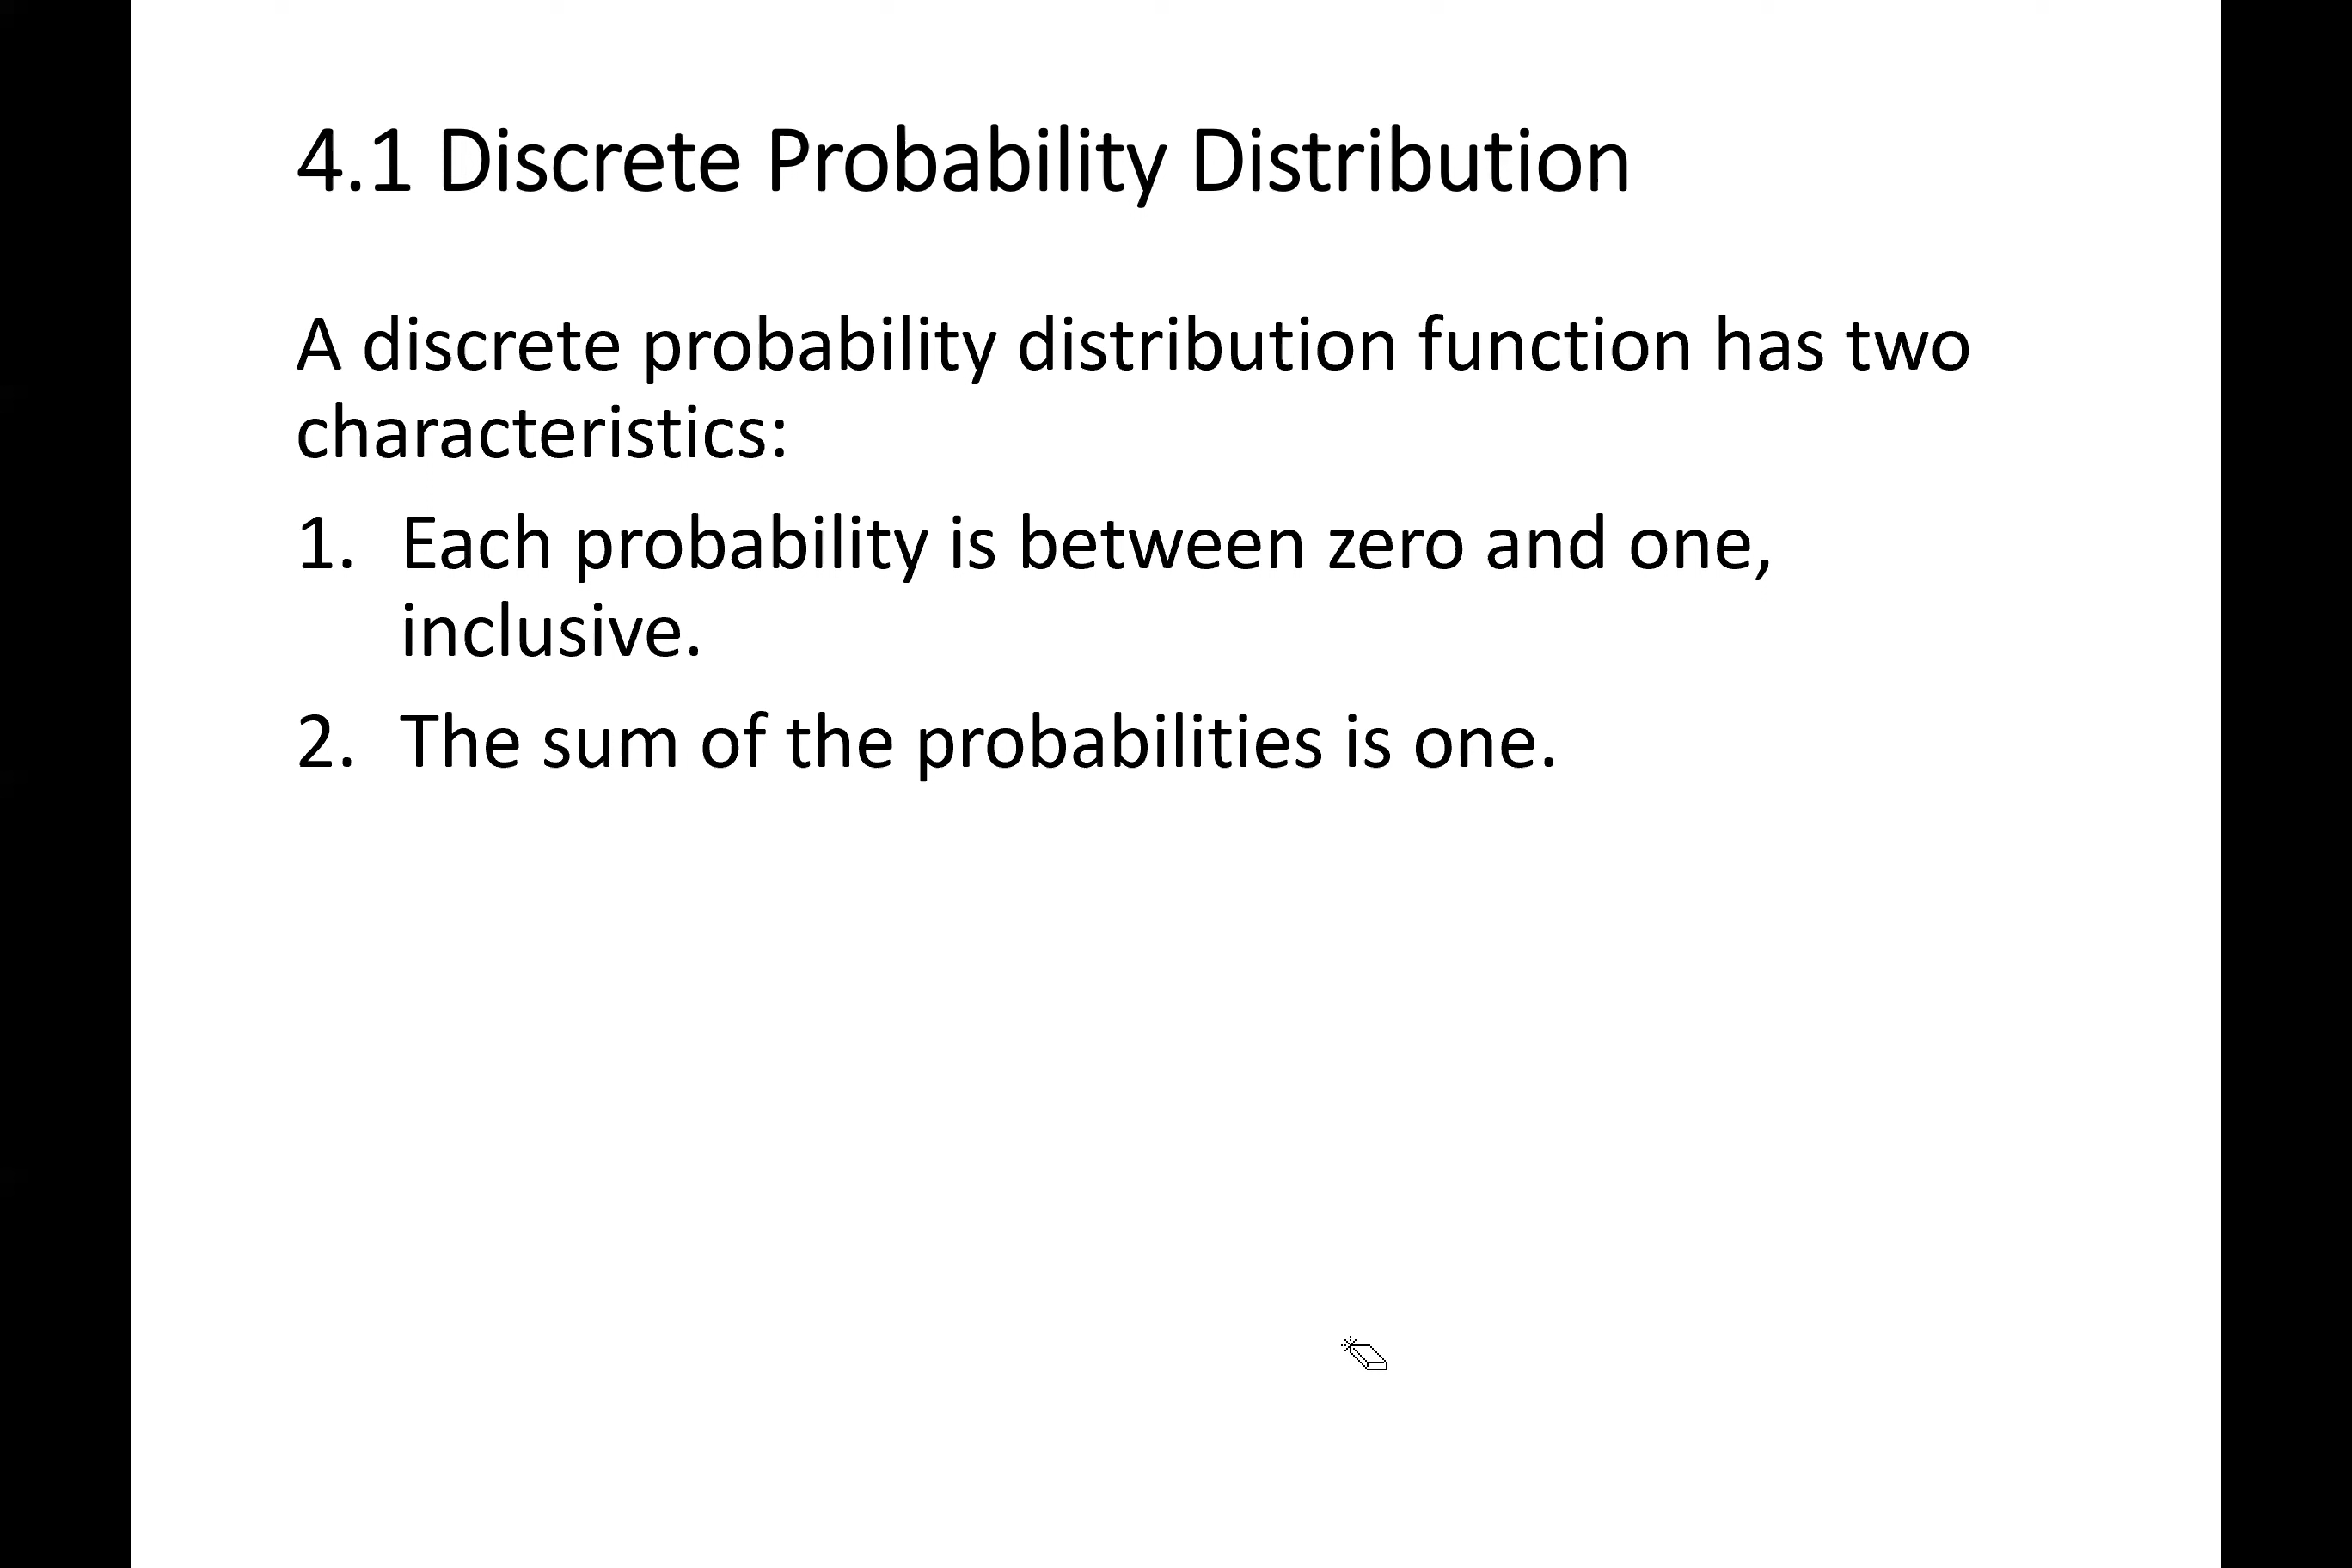 4.1 Discrete Probability Distribution
A discrete probability distribution function has two
characteristics:
1. Each probability is between zero and one,
inclusive.
2. The sum of the probabilities is one.